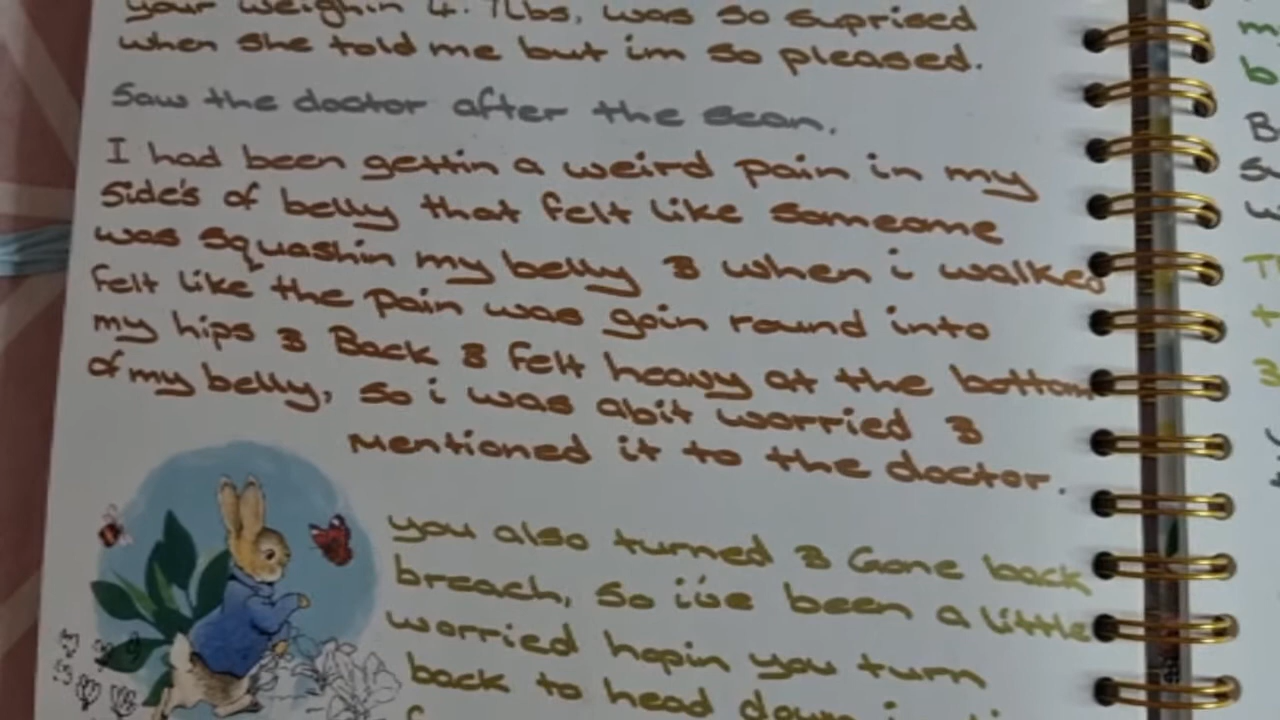 your weighin 4.7lbs, was so suprised
when she told me but im so pleased.
Saw the doctor after the scan.
I had been gettin a weird pain in my
side's of belly that felt like someone
was squashin my belly & when i walked
felt like the pain was goin round into
my hips & Back & felt heavy at the bottom
of my belly, so i was abit worried &
mentioned it to the doctor.
you also turned & Gone back
breach, so i've been a little
worried hopin you turn
back to head down